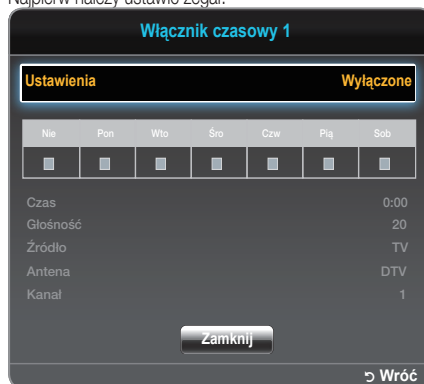 Najpierw należy ustawić zegar.
Włącznik czasowy 1
Ustawienia Wyłączone
Nie Pon Wto Śro Czw Pią Sob
Czas 0:00
Głośność 20
Źródło TV
Antena DTV
Kanał 1
Zamknij
Wróć